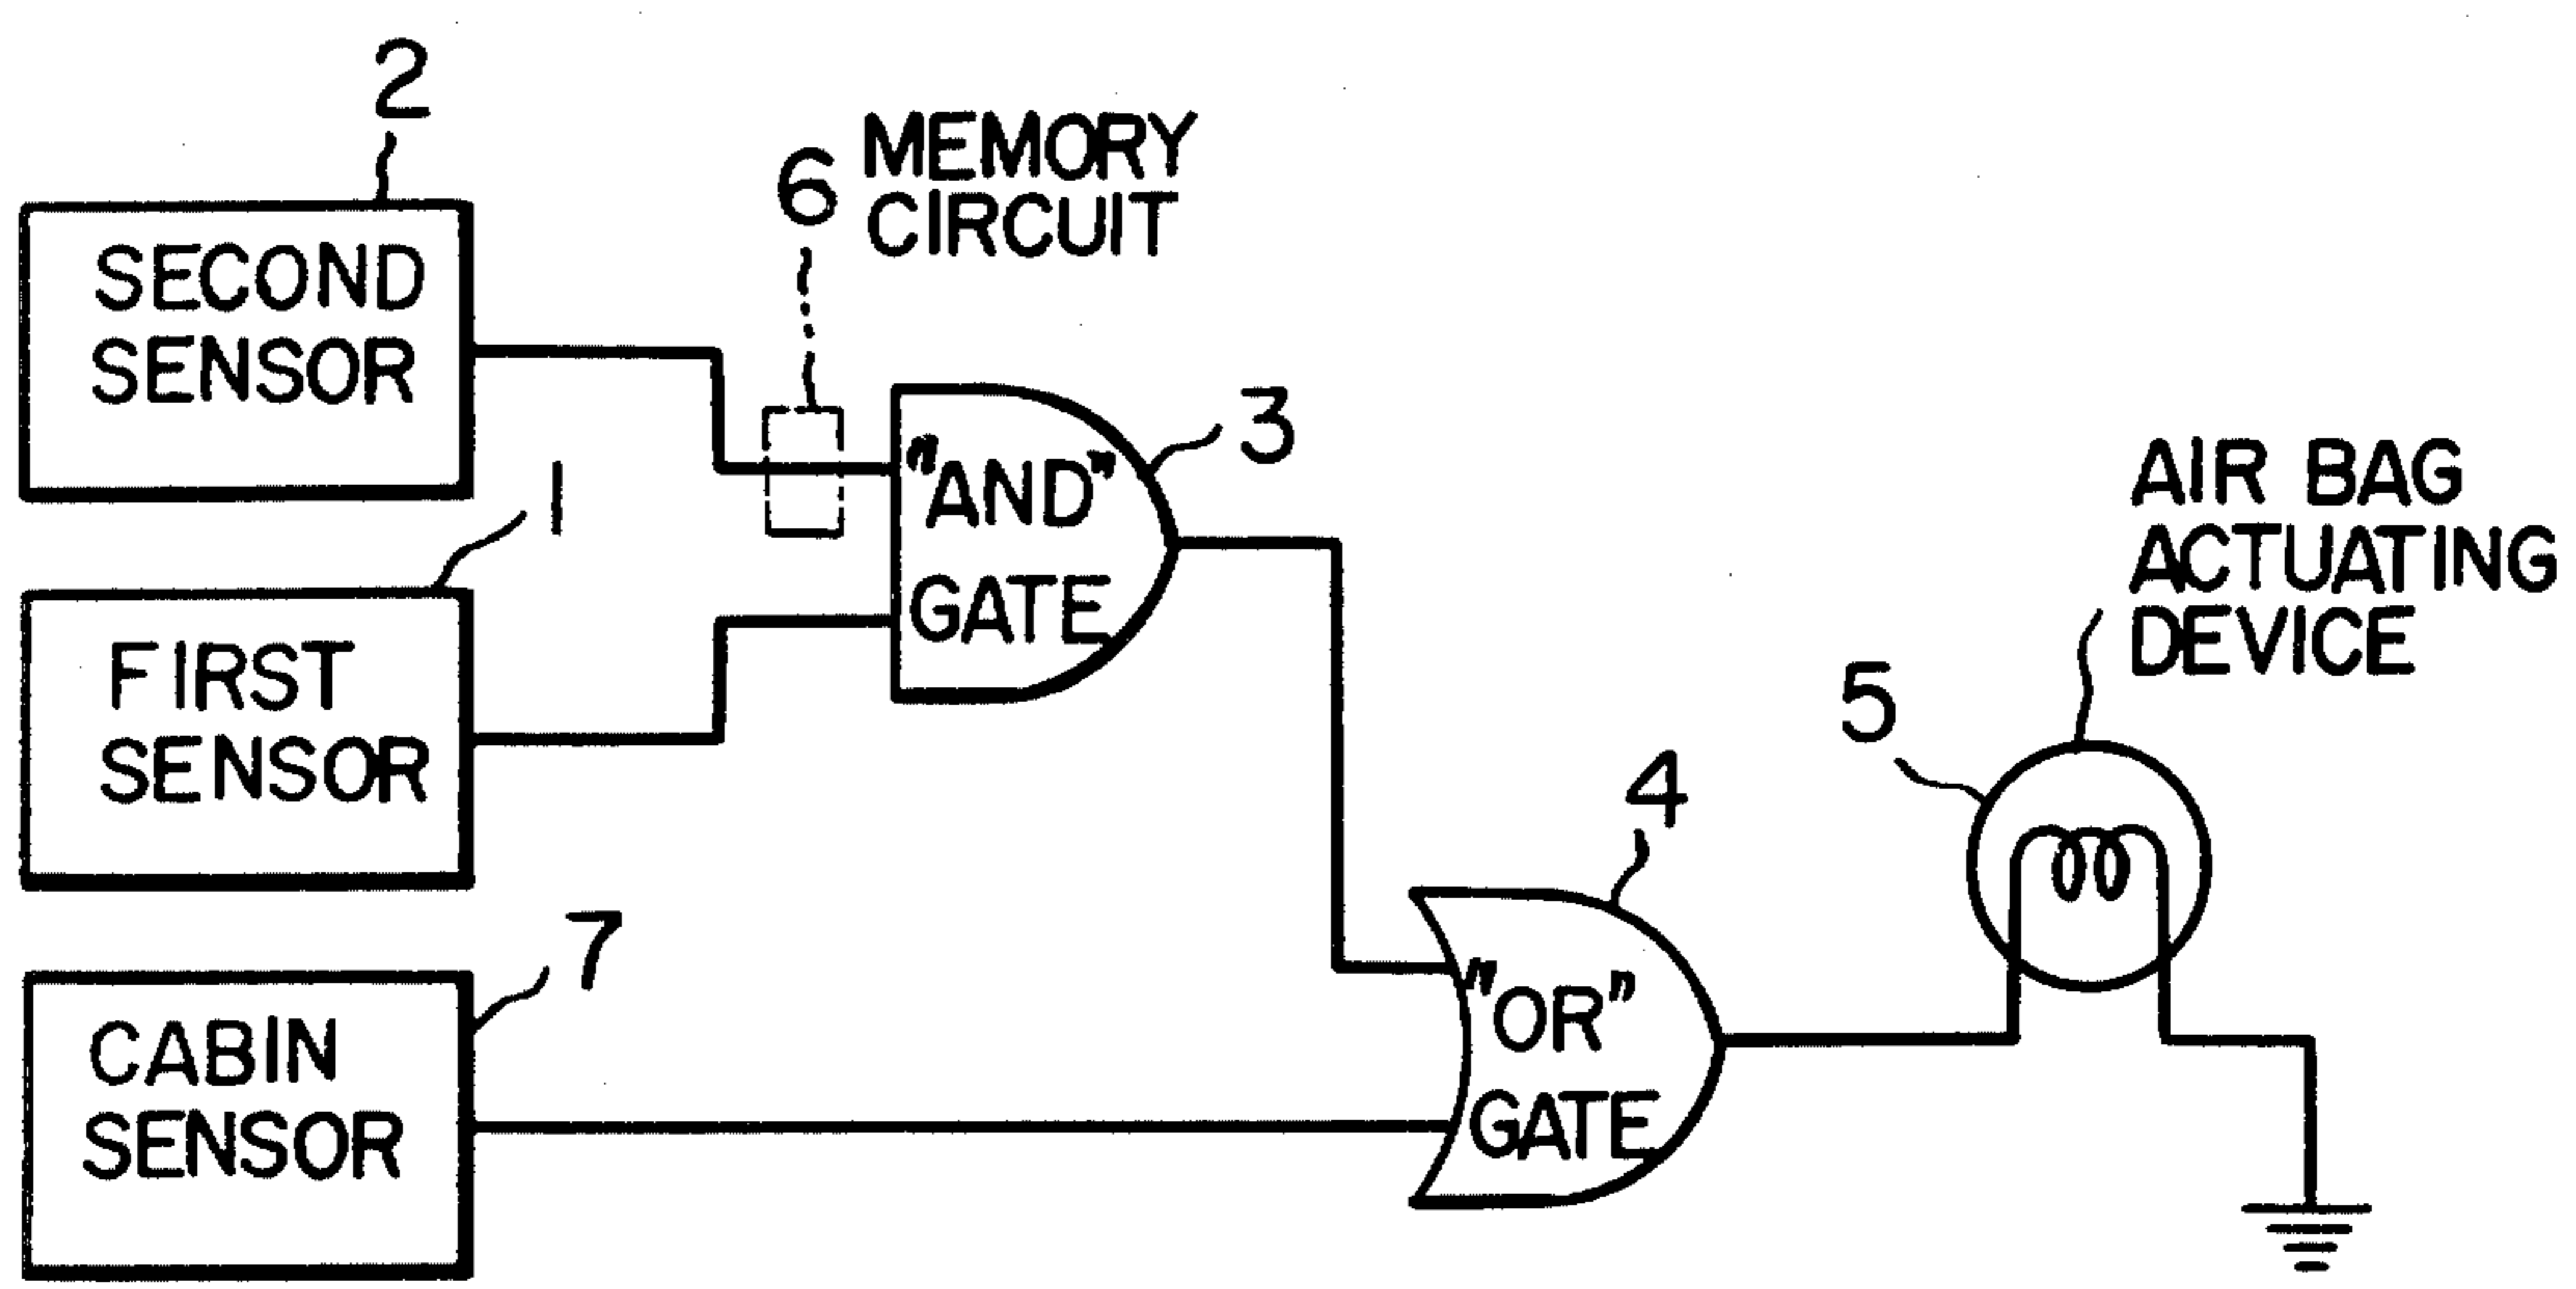 2
SECOND
SENSOR
6
MEMORY
CIRCUIT
1
FIRST
SENSOR
"AND"
GATE
3
7
CABIN
SENSOR
4
"OR"
GATE
5
AIR BAG
ACTUATING
DEVICE